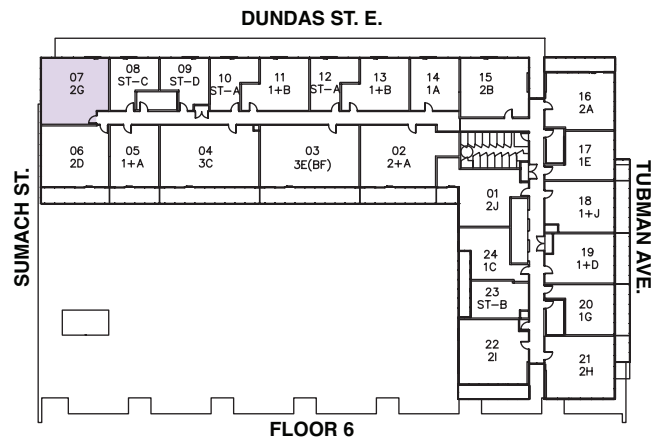 DUNDAS ST. E.
07
2G
08
ST-C
09
ST-D
10
ST-A
11
1+B
12
ST-A
13
1+B
14
1A
15
2B
16
2A
06
2D
05
1+A
04
3C
03
3E(BF)
02
2+A
17
1E
01
2J
18
1+J
24
1C
19
1+D
23
ST-B
20
1G
22
2I
21
2H
SUMACH ST.
TUBMAN AVE.
FLOOR 6